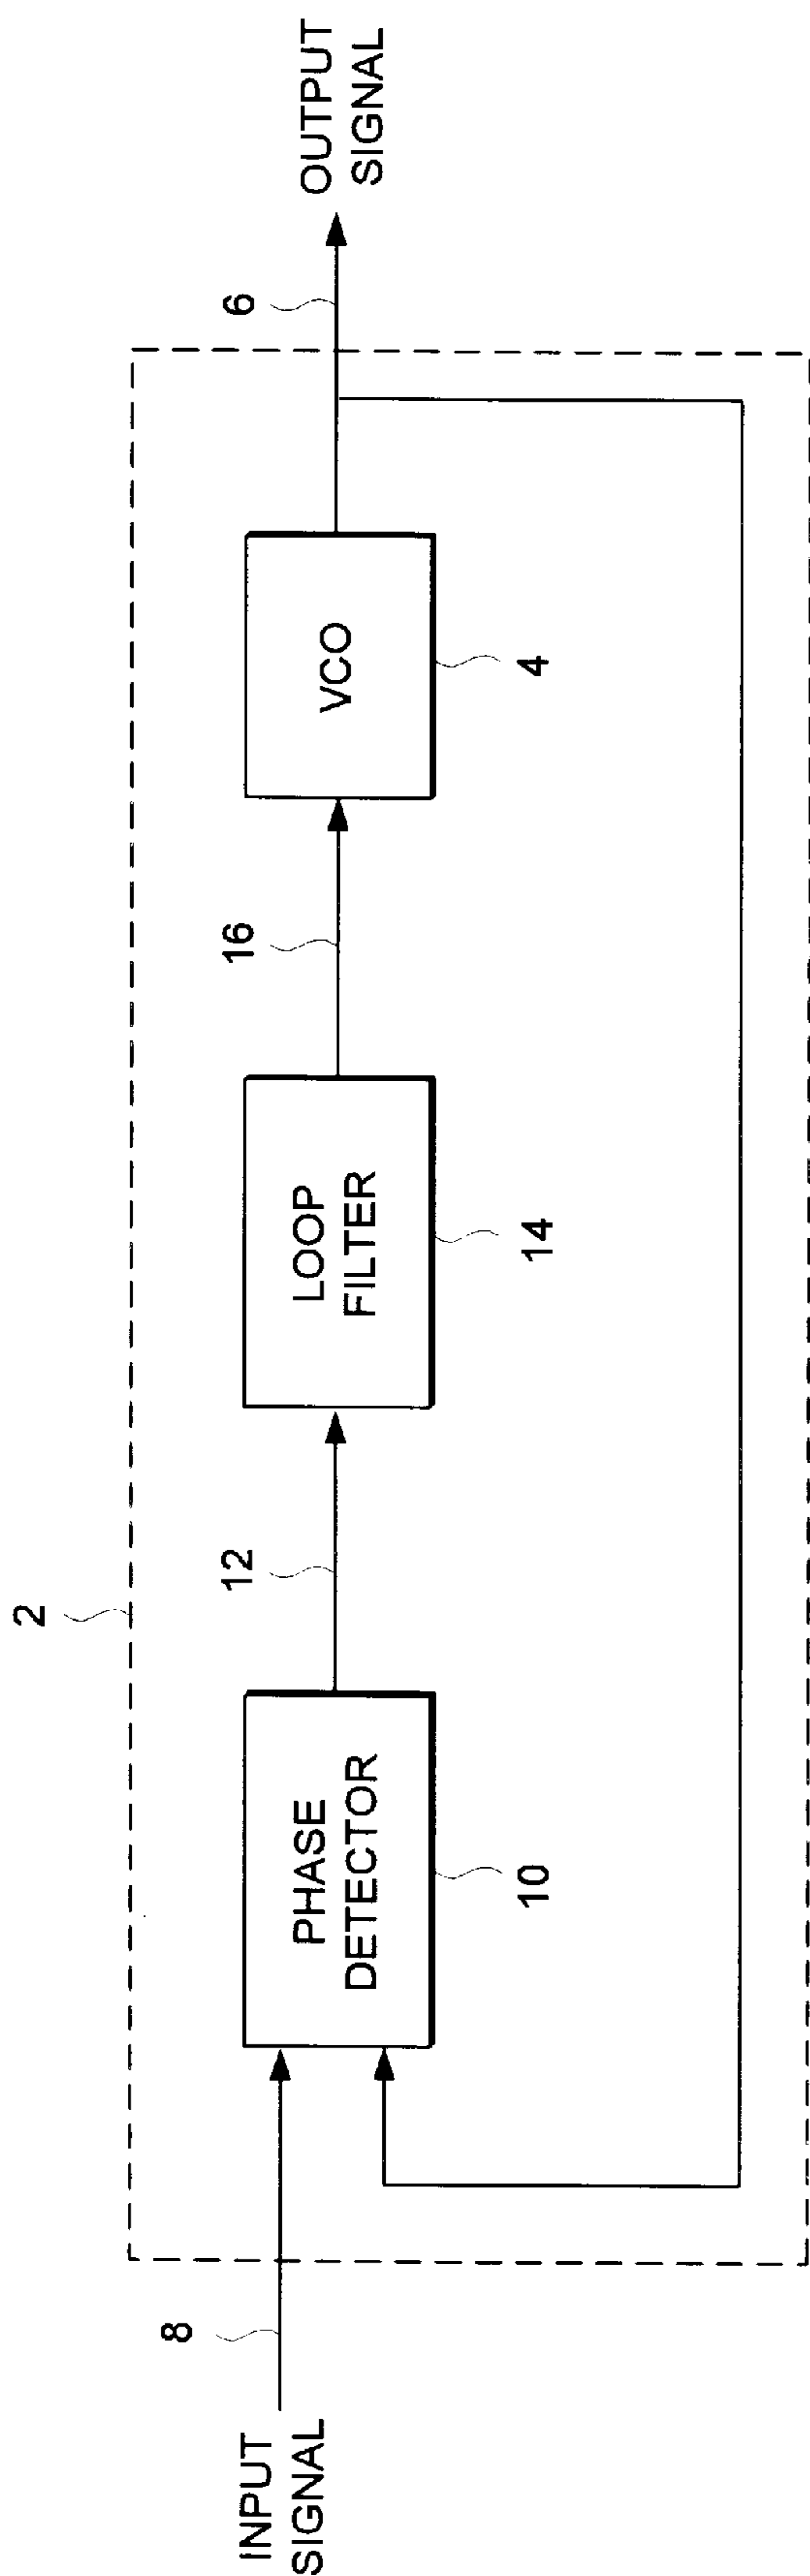 2
INPUT
SIGNAL
8
PHASE
DETECTOR
10
12
LOOP
FILTER
14
16
VCO
4
6
OUTPUT
SIGNAL